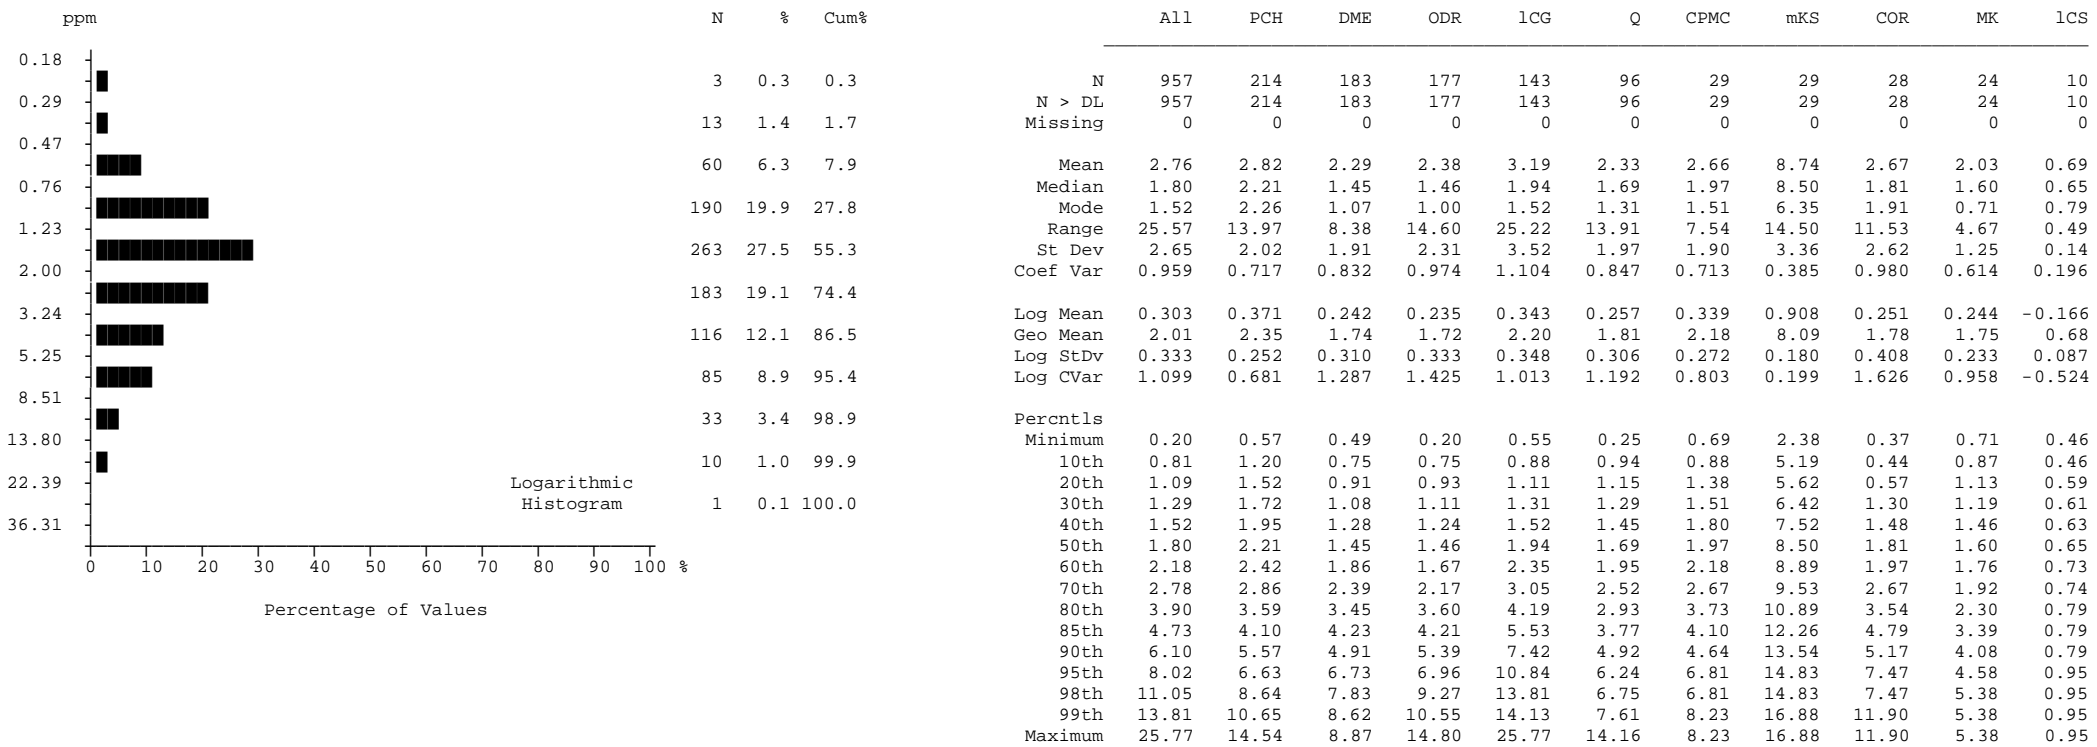 ppm N % Cum% All PCH DME ODR lCG Q CPMC mKS COR MK lCS
0.18
3 0.3 0.3 N 957 214 183 177 143 96 29 29 28 24 10
0.29 N > DL 957 214 183 177 143 96 29 29 28 24 10
13 1.4 1.7 Missing 0 0 0 0 0 0 0 0 0 0 0
0.47
60 6.3 7.9 Mean 2.76 2.82 2.29 2.38 3.19 2.33 2.66 8.74 2.67 2.03 0.69
0.76 Median 1.80 2.21 1.45 1.46 1.94 1.69 1.97 8.50 1.81 1.60 0.65
190 19.9 27.8 Mode 1.52 2.26 1.07 1.00 1.52 1.31 1.51 6.35 1.91 0.71 0.79
1.23 Range 25.57 13.97 8.38 14.60 25.22 13.91 7.54 14.50 11.53 4.67 0.49
263 27.5 55.3 St Dev 2.65 2.02 1.91 2.31 3.52 1.97 1.90 3.36 2.62 1.25 0.14
2.00 Coef Var 0.959 0.717 0.832 0.974 1.104 0.847 0.713 0.385 0.980 0.614 0.196
183 19.1 74.4
3.24 Log Mean 0.303 0.371 0.242 0.235 0.343 0.257 0.339 0.908 0.251 0.244 -0.166
116 12.1 86.5 Geo Mean 2.01 2.35 1.74 1.72 2.20 1.81 2.18 8.09 1.78 1.75 0.68
5.25 Log StDv 0.333 0.252 0.310 0.333 0.348 0.306 0.272 0.180 0.408 0.233 0.087
85 8.9 95.4 Log CVar 1.099 0.681 1.287 1.425 1.013 1.192 0.803 0.199 1.626 0.958 -0.524
8.51
33 3.4 98.9 Percntls
13.80 Minimum 0.20 0.57 0.49 0.20 0.55 0.25 0.69 2.38 0.37 0.71 0.46
10 1.0 99.9 10th 0.81 1.20 0.75 0.75 0.88 0.94 0.88 5.19 0.44 0.87 0.46
22.39 Logarithmic 20th 1.09 1.52 0.91 0.93 1.11 1.15 1.38 5.62 0.57 1.13 0.59
Histogram 1 0.1 100.0 30th 1.29 1.72 1.08 1.11 1.31 1.29 1.51 6.42 1.30 1.19 0.61
36.31 40th 1.52 1.95 1.28 1.24 1.52 1.45 1.80 7.52 1.48 1.46 0.63
50th 1.80 2.21 1.45 1.46 1.94 1.69 1.97 8.50 1.81 1.60 0.65
0 10 20 30 40 50 60 70 80 90 100 % 60th 2.18 2.42 1.86 1.67 2.35 1.95 2.18 8.89 1.97 1.76 0.73
70th 2.78 2.86 2.39 2.17 3.05 2.52 2.67 9.53 2.67 1.92 0.74
Percentage of Values 80th 3.90 3.59 3.45 3.60 4.19 2.93 3.73 10.89 3.54 2.30 0.79
85th 4.73 4.10 4.23 4.21 5.53 3.77 4.10 12.26 4.79 3.39 0.79
90th 6.10 5.57 4.91 5.39 7.42 4.92 4.64 13.54 5.17 4.08 0.79
95th 8.02 6.63 6.73 6.96 10.84 6.24 6.81 14.83 7.47 4.58 0.95
98th 11.05 8.64 7.83 9.27 13.81 6.75 6.81 14.83 7.47 5.38 0.95
99th 13.81 10.65 8.62 10.55 14.13 7.61 8.23 16.88 11.90 5.38 0.95
Maximum 25.77 14.54 8.87 14.80 25.77 14.16 8.23 16.88 11.90 5.38 0.95